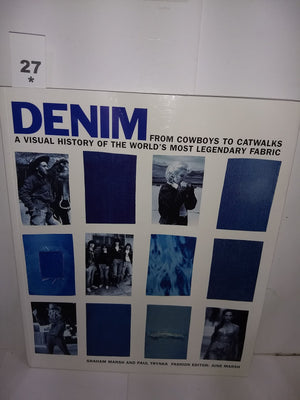 27
*
DENIM
FROM COWBOYS TO CATWALKS
A VISUAL HISTORY OF THE WORLD'S MOST LEGENDARY FABRIC
GRAHAM MARSH AND PAUL TRYNKA FASHION EDITOR: JUNE MARSH